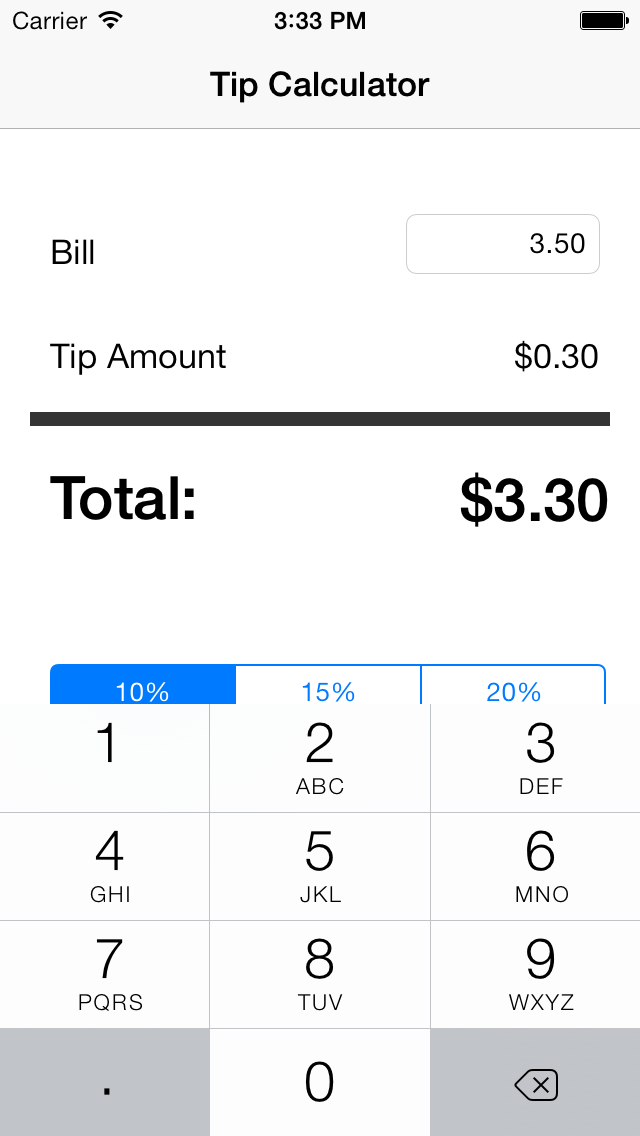 Carrier 3:33 PM
Tip Calculator
Bill 3.50
Tip Amount $0.30
Total: $3.30
10% 15% 20%
1 2 3
ABC DEF
4 5 6
GHI JKL MNO
7 8 9
PQRS TUV WXYZ
. 0